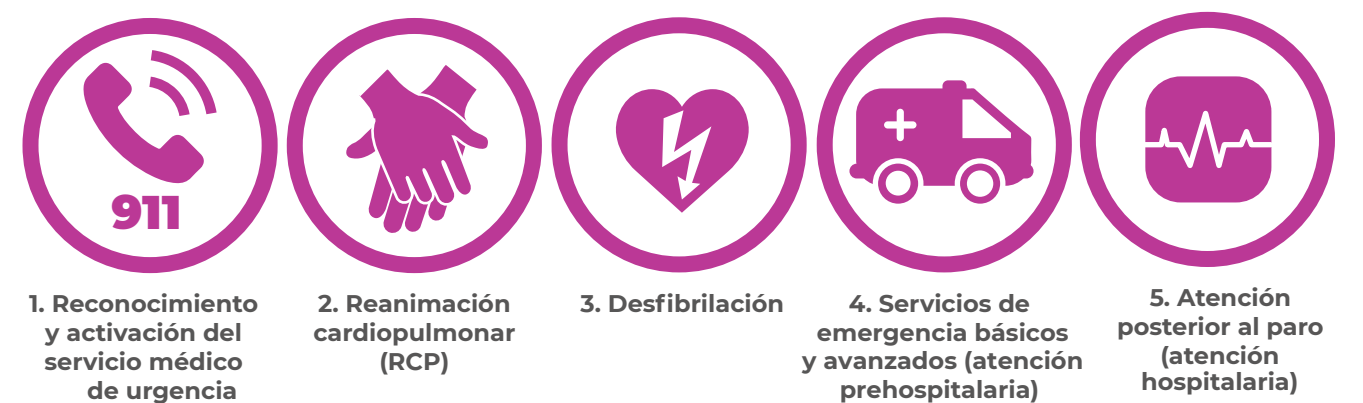 911
1. Reconocimiento
y activación del
servicio médico
de urgencia
2. Reanimación
cardiopulmonar
(RCP)
3. Desfibrilación
4. Servicios de
emergencia básicos
y avanzados (atención
prehospitalaria)
5. Atención
posterior al paro
(atención
hospitalaria)